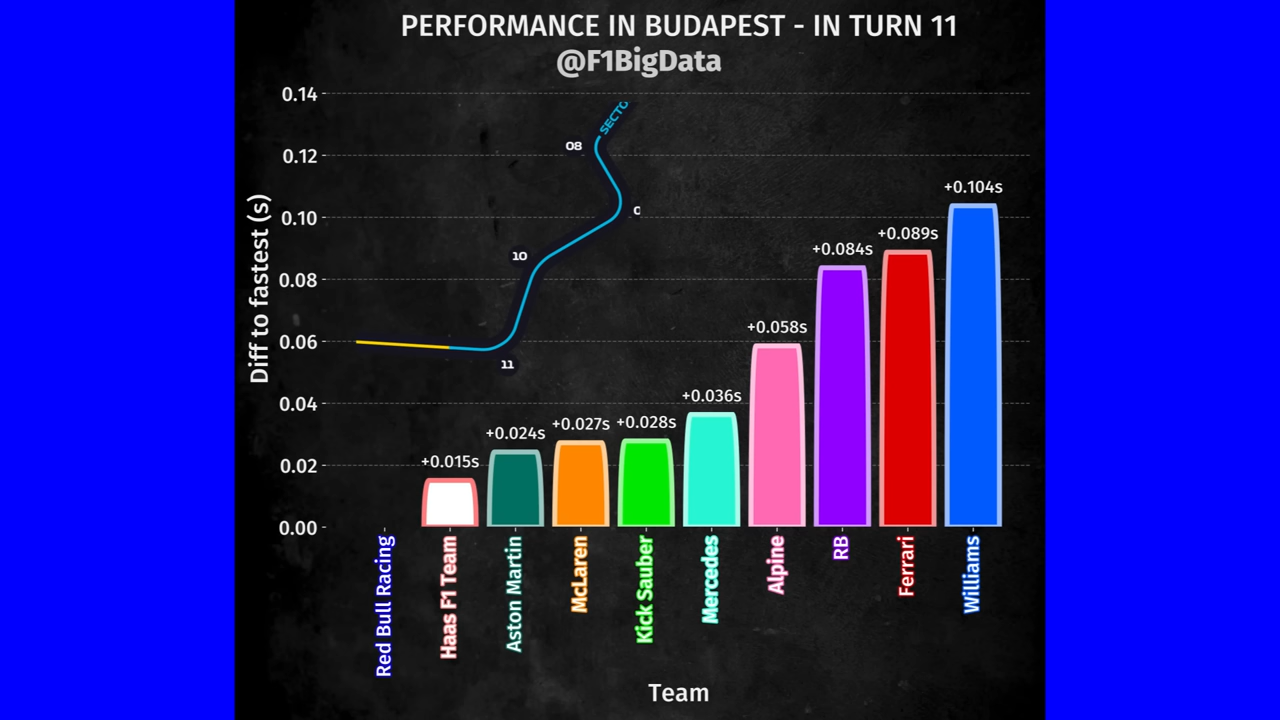 PERFORMANCE IN BUDAPEST - IN TURN 11
@F1BigData
0.14
0.12
0.10
0.08
0.06
0.04
0.02
0.00
Diff to fastest (s)
08
10
11
+0.015s
+0.024s
+0.027s
+0.028s
+0.036s
+0.058s
+0.084s
+0.089s
+0.104s
Red Bull Racing
Haas F1 Team
Aston Martin
McLaren
Kick Sauber
Mercedes
Alpine
RB
Ferrari
Williams
Team